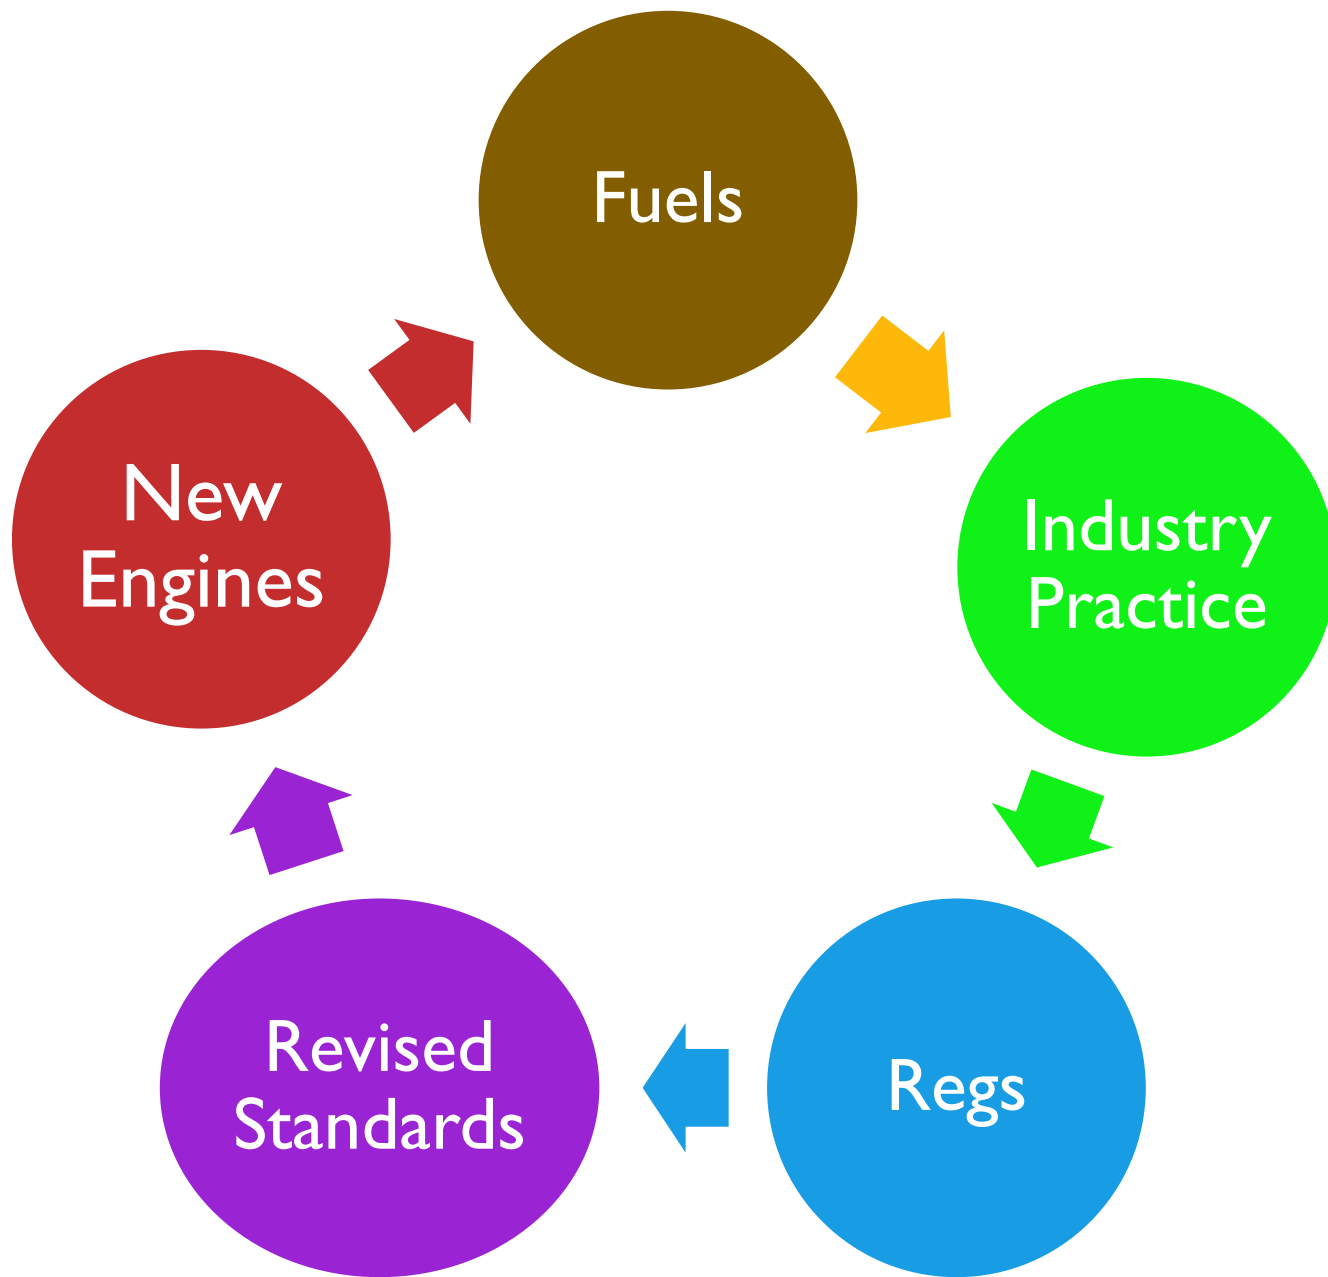 Fuels
Industry
Practice
Regs
Revised
Standards
New
Engines